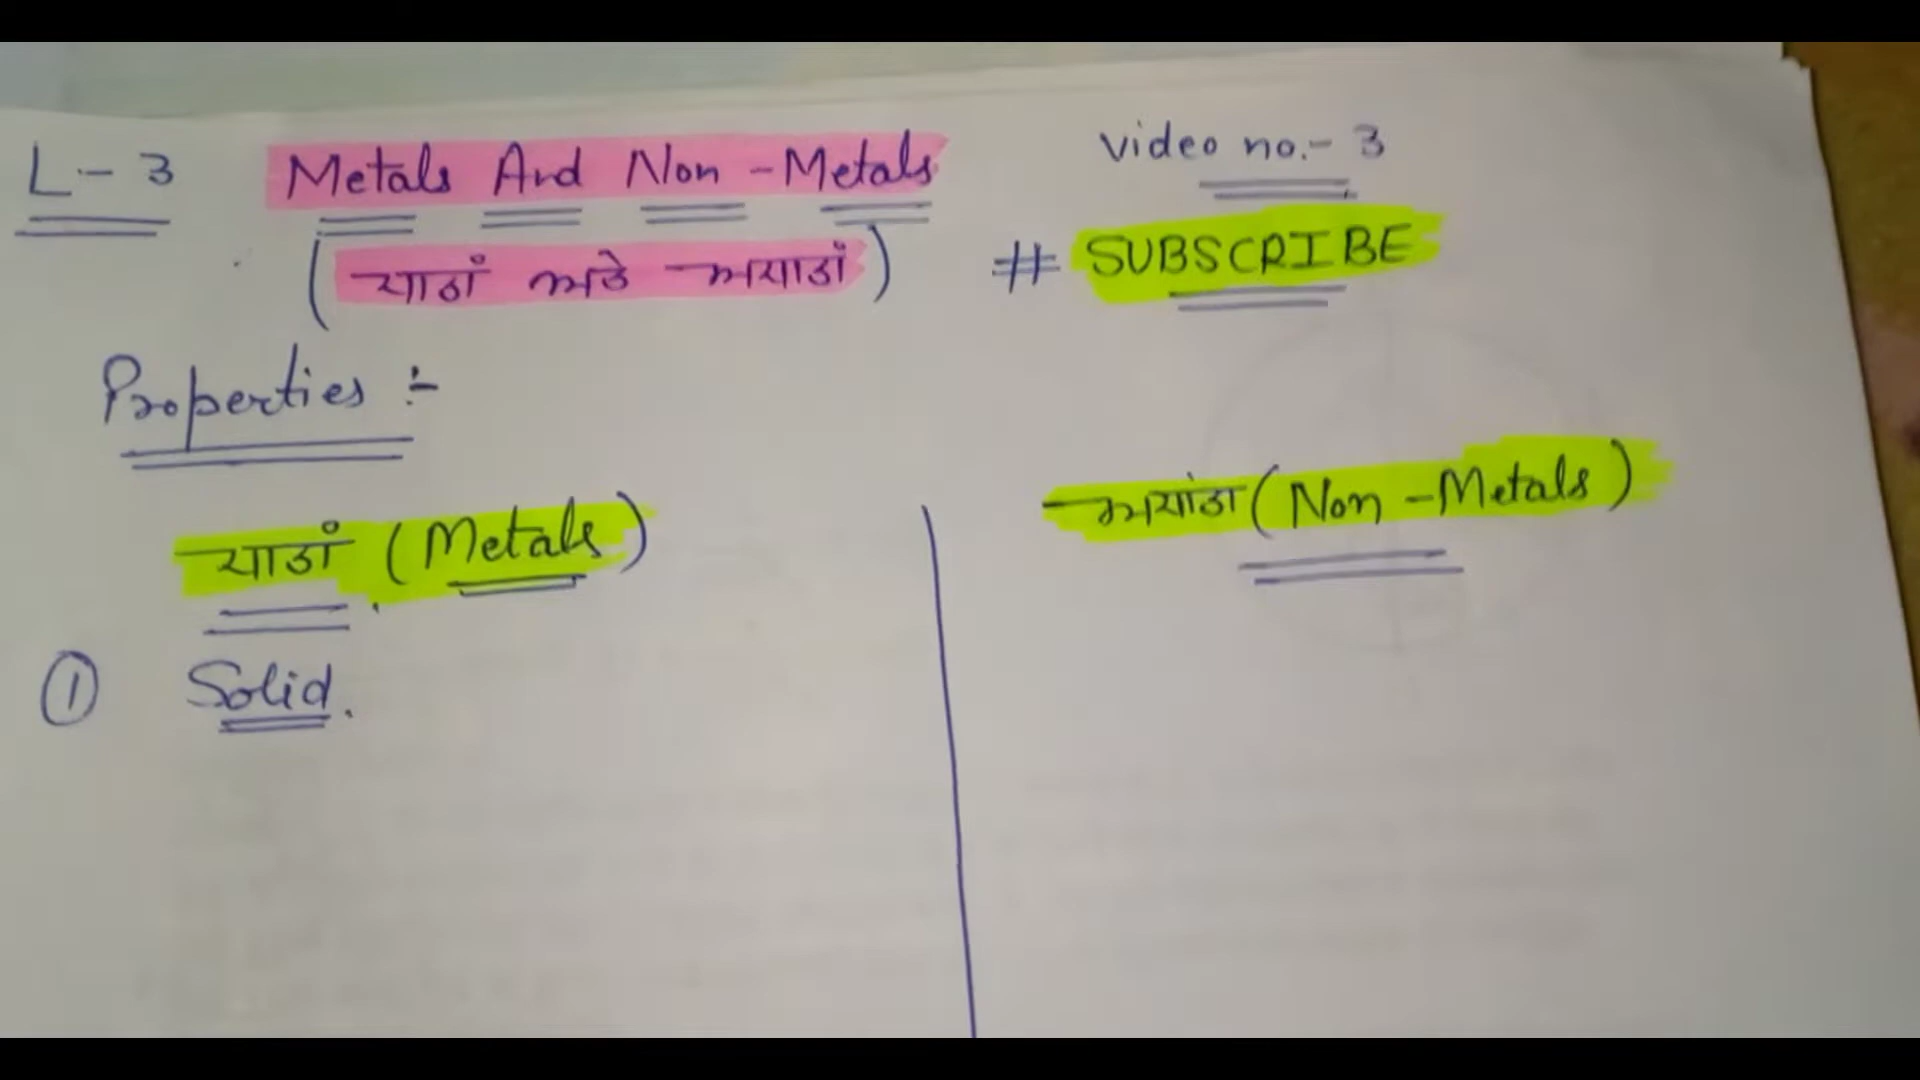 L - 3 Metals And Non - Metals video no.- 3
(ਧਾਤਾਂ ਅਤੇ ਅਧਾਤਾਂ) # SUBSCRIBE
Properties :-
ਧਾਤਾਂ (Metals) ਅਧਾਂਤਾ (Non - Metals)
① Solid.